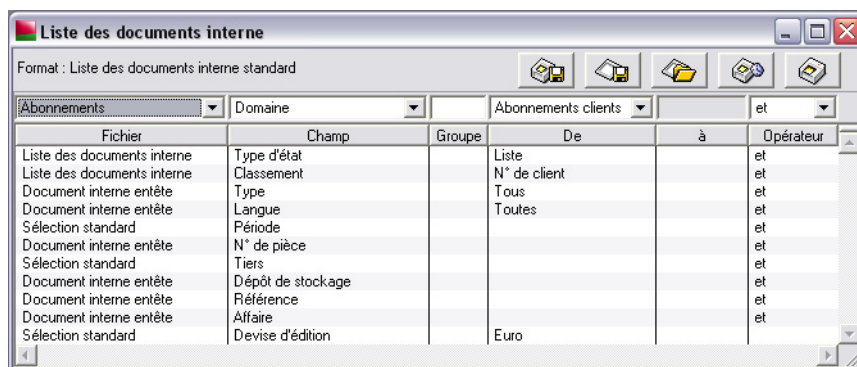 Liste des documents interne
Format : Liste des documents interne standard
Abonnements Domaine Abonnements clients et
Fichier Champ Groupe De à Opérateur
Liste des documents interne Type d'état Liste et
Liste des documents interne Classement N° de client et
Document interne entête Type Tous et
Document interne entête Langue Toutes et
Sélection standard Période et
Document interne entête N° de pièce et
Sélection standard Tiers et
Document interne entête Dépôt de stockage et
Document interne entête Référence et
Document interne entête Affaire et
Sélection standard Devise d'édition Euro